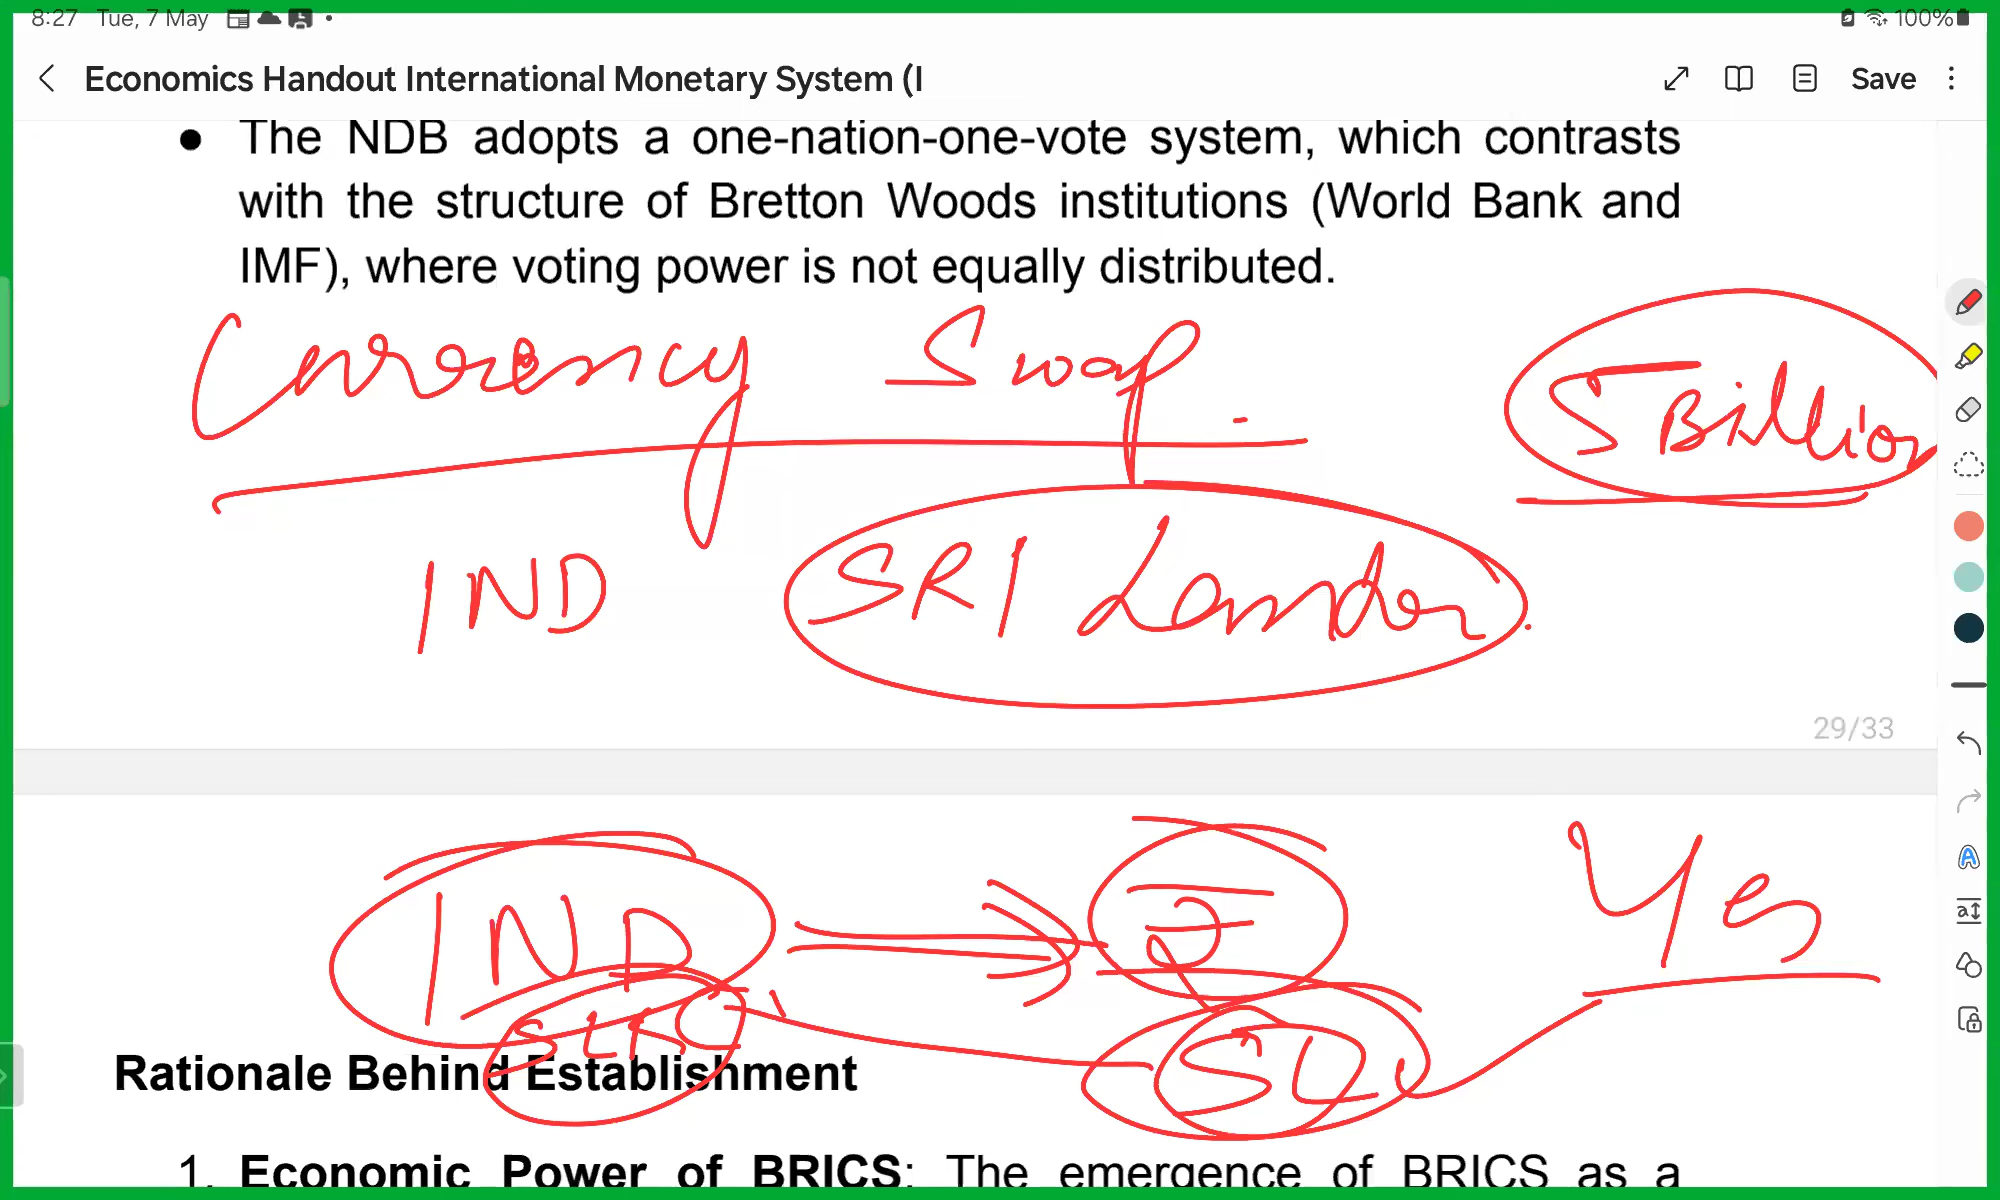 8:27 Tue, 7 May 100%
Economics Handout International Monetary System (I Save
● The NDB adopts a one-nation-one-vote system, which contrasts
with the structure of Bretton Woods institutions (World Bank and
IMF), where voting power is not equally distributed.
Currency Swap
5 Billion
IND SRI Lankan
29/33
IND
Yes
SL
Rationale Behind Establishment
1. Economic Power of BRICS: The emergence of BRICS as a